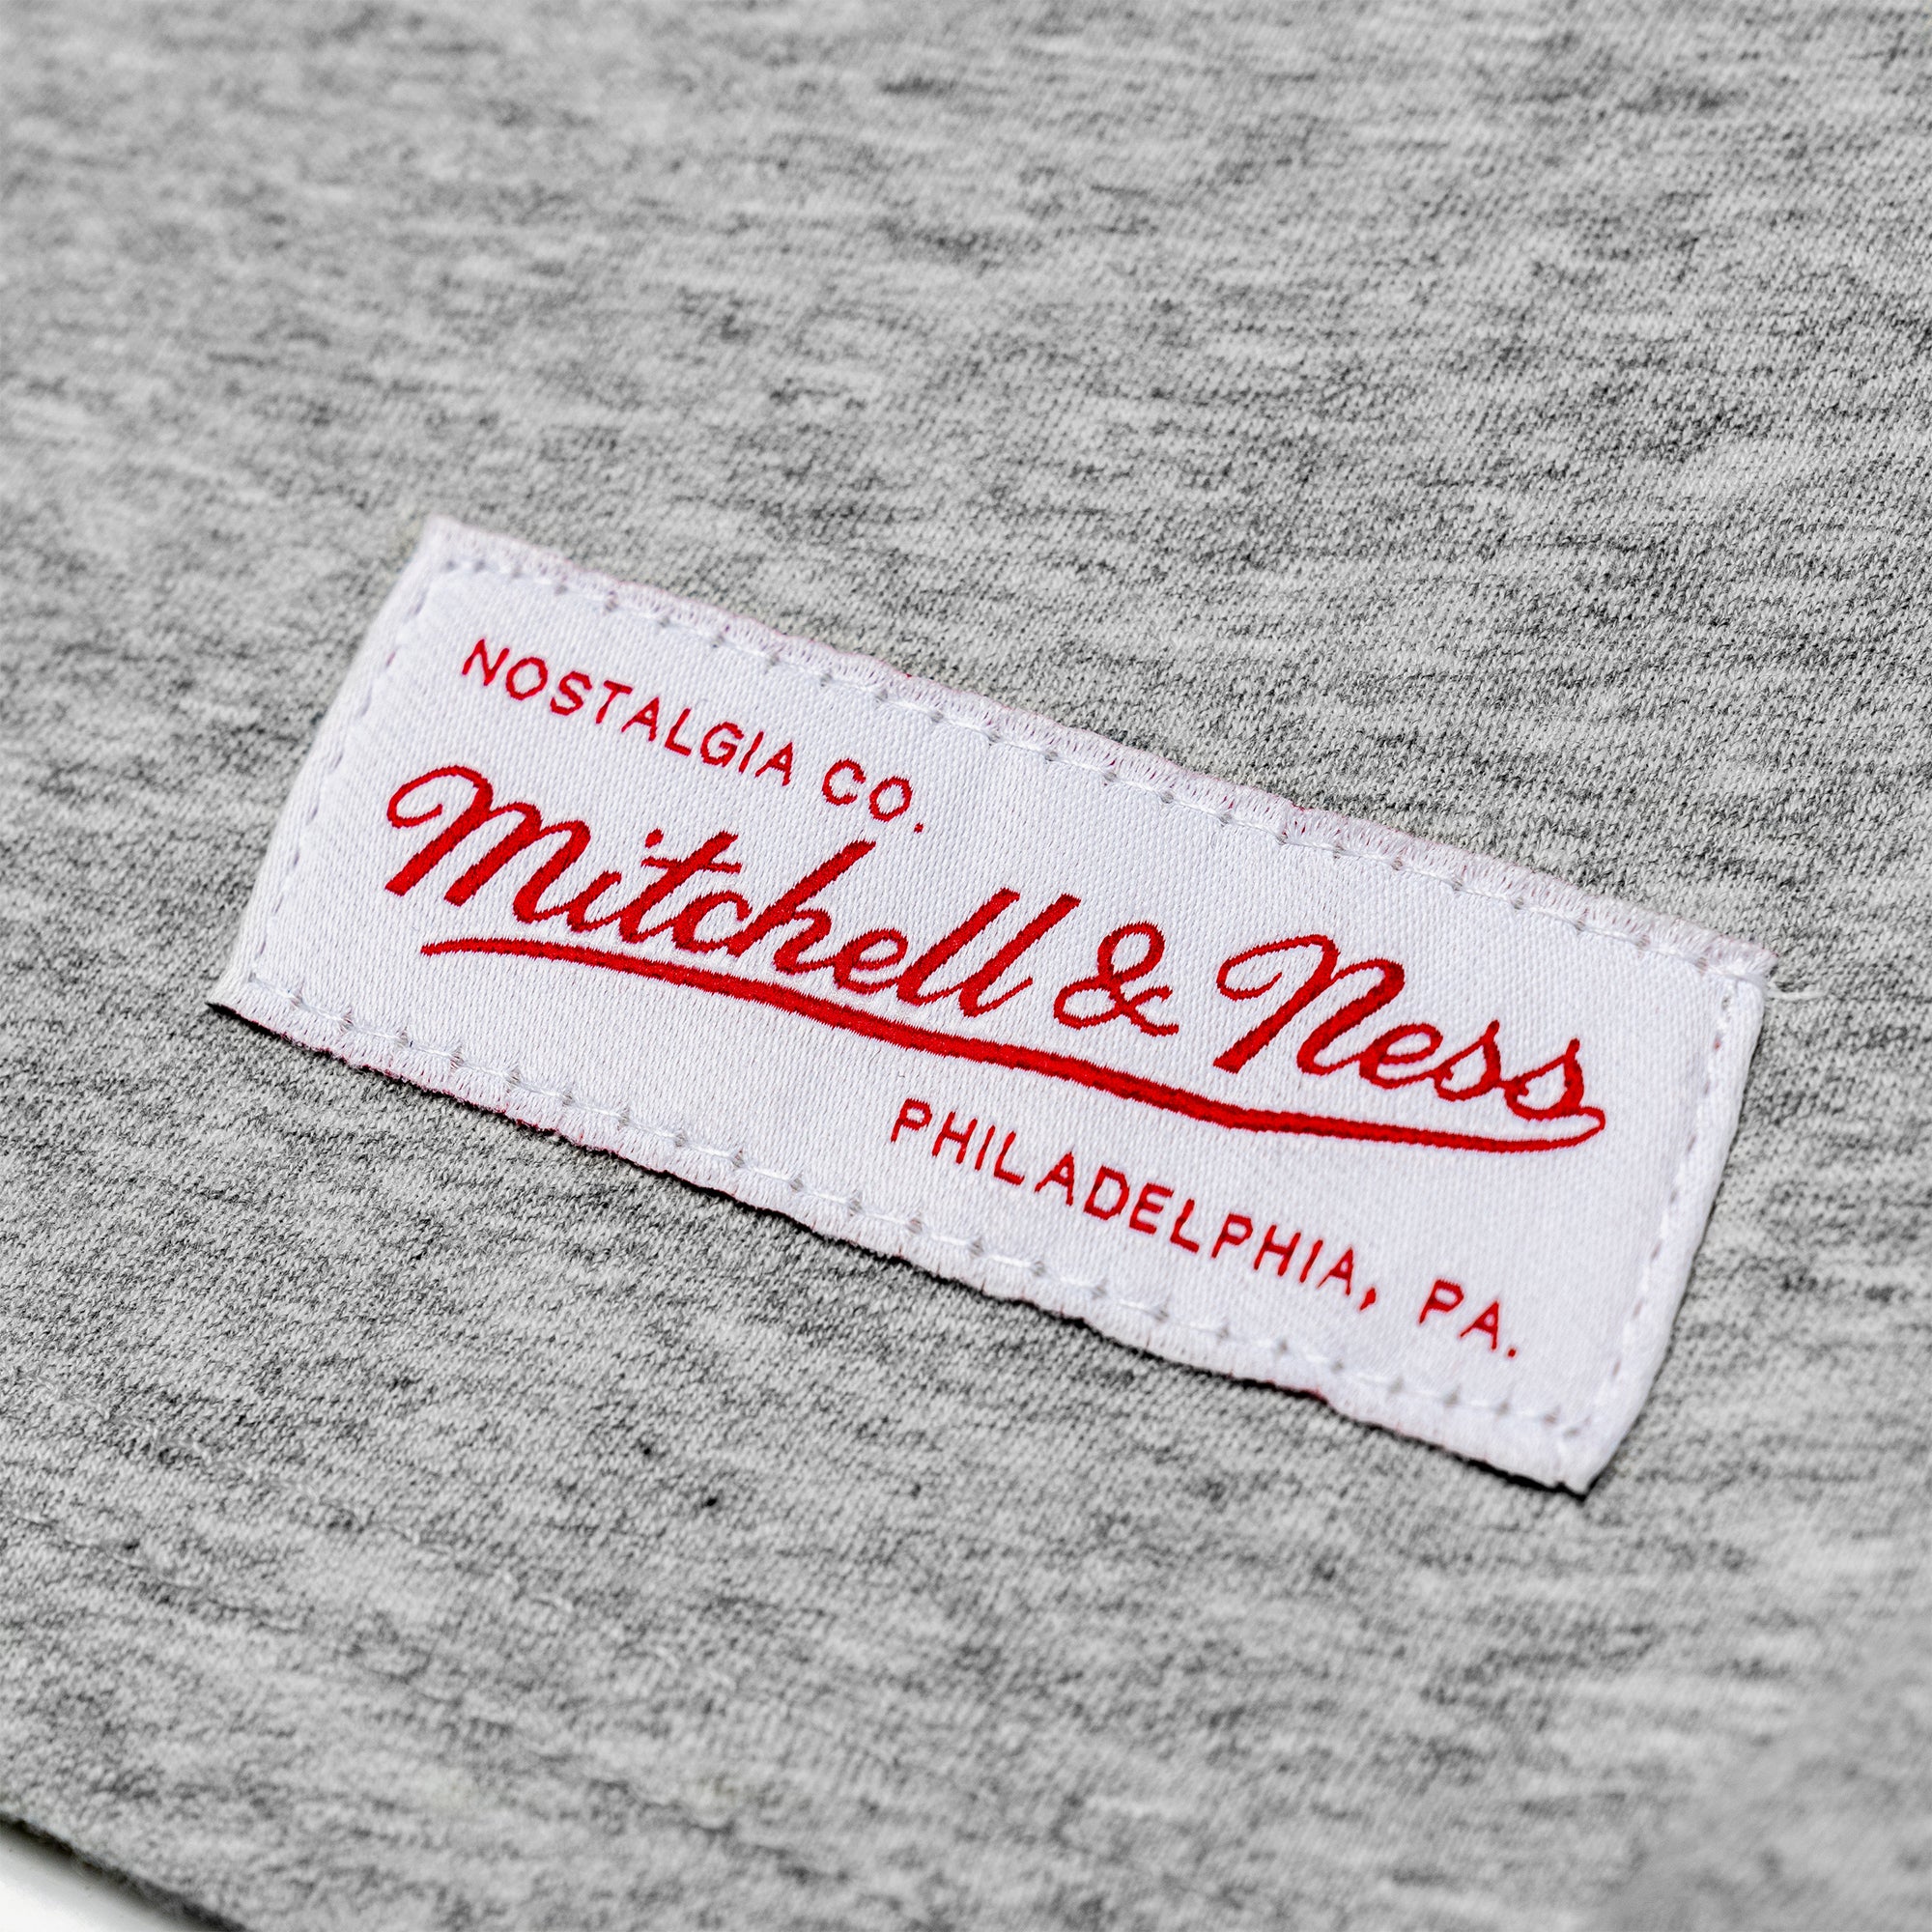 NOSTALGIA CO.
Mitchell & Ness
PHILADELPHIA, PA.